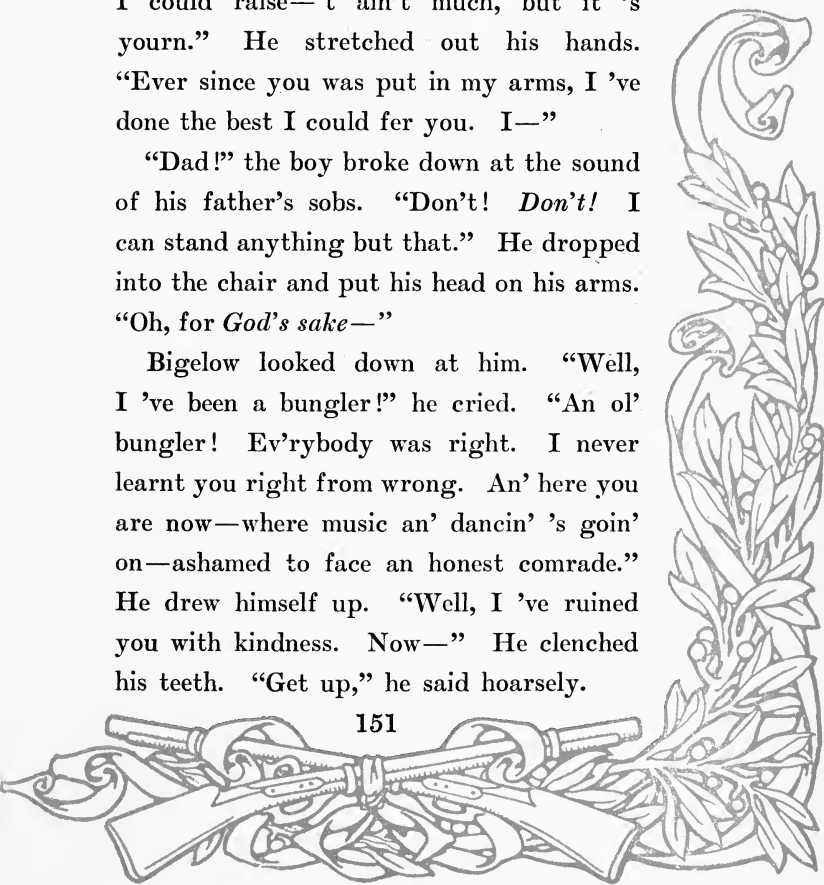 I could raise—'t ain't much, but it 's
yourn." He stretched out his hands.
"Ever since you was put in my arms, I 've
done the best I could fer you. I—"
"Dad!" the boy broke down at the sound
of his father's sobs. "Don't! Don't! I
can stand anything but that." He dropped
into the chair and put his head on his arms.
"Oh, for God's sake—"
Bigelow looked down at him. "Well,
I 've been a bungler!" he cried. "An ol'
bungler! Ev'rybody was right. I never
learnt you right from wrong. An' here you
are now—where music an' dancin' 's goin'
on—ashamed to face an honest comrade."
He drew himself up. "Well, I 've ruined
you with kindness. Now—" He clenched
his teeth. "Get up," he said hoarsely.
151